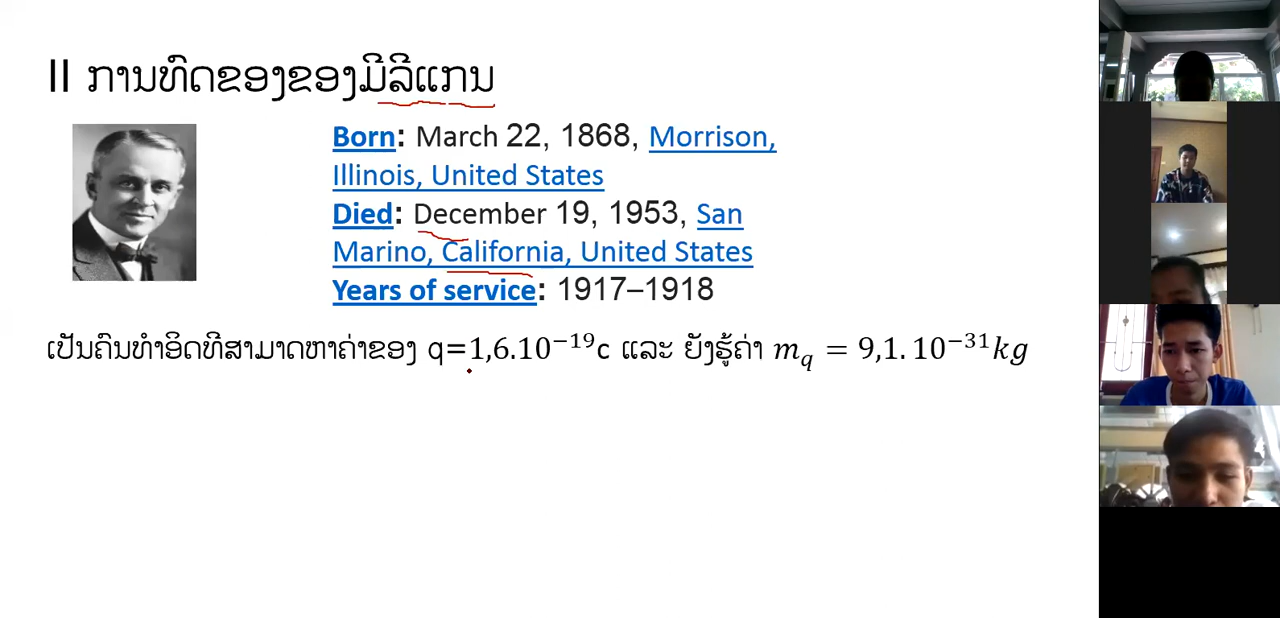 II ການທົດຂອງຂອງມີລີແກນ
Born: March 22, 1868, Morrison,
Illinois, United States
Died: December 19, 1953, San
Marino, California, United States
Years of service: 1917–1918
ເປັນຄົນທຳອິດທີສາມາດຫາຄ່າຂອງ q=1,6.10⁻¹⁹c ແລະ ຍັງຮູ້ຄ່າ m_q = 9,1. 10⁻³¹kg